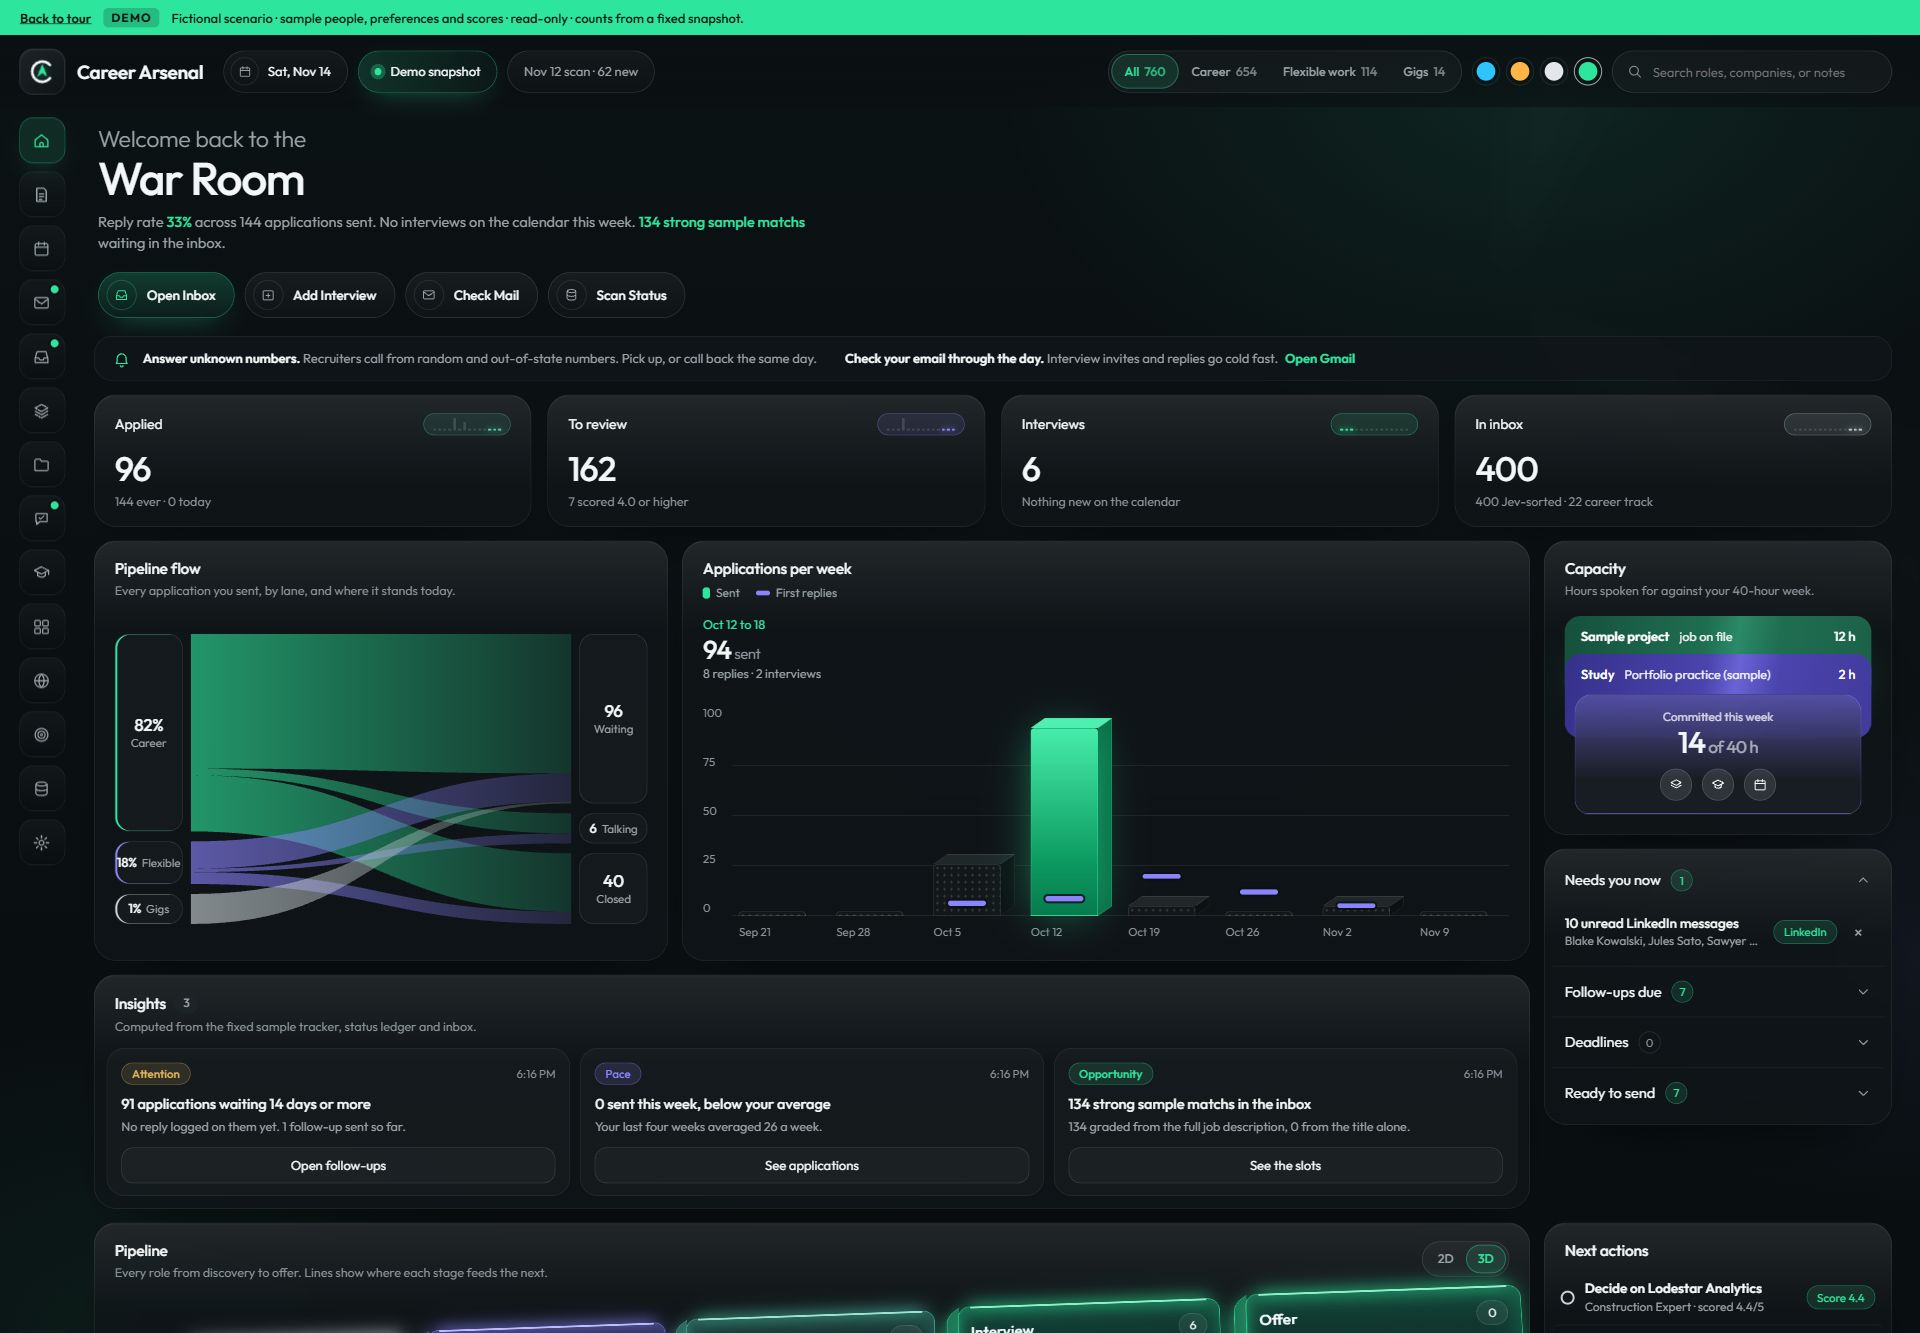 Back to tour DEMO Fictional scenario · sample people, preferences and scores · read-only · counts from a fixed snapshot.
Career Arsenal Sat, Nov 14 Demo snapshot Nov 12 scan · 62 new All 760 Career 654 Flexible work 114 Gigs 14 Search roles, companies, or notes
Welcome back to the
War Room
Reply rate 33% across 144 applications sent. No interviews on the calendar this week. 134 strong sample matchs
waiting in the inbox.
Open Inbox Add Interview Check Mail Scan Status
Answer unknown numbers. Recruiters call from random and out-of-state numbers. Pick up, or call back the same day. Check your email through the day. Interview invites and replies go cold fast. Open Gmail
Applied
96
144 ever · 0 today
To review
162
7 scored 4.0 or higher
Interviews
6
Nothing new on the calendar
In inbox
400
400 Jev-sorted · 22 career track
Pipeline flow
Every application you sent, by lane, and where it stands today.
82%
Career
18% Flexible
1% Gigs
96
Waiting
6 Talking
40
Closed
Applications per week
Sent First replies
Oct 12 to 18
94 sent
8 replies · 2 interviews
100
75
50
25
0
Sep 21 Sep 28 Oct 5 Oct 12 Oct 19 Oct 26 Nov 2 Nov 9
Capacity
Hours spoken for against your 40-hour week.
Sample project job on file 12 h
Study Portfolio practice (sample) 2 h
Committed this week
14 of 40 h
Needs you now 1
10 unread LinkedIn messages
Blake Kowalski, Jules Sato, Sawyer ...
LinkedIn
Follow-ups due 7
Deadlines 0
Ready to send 7
Insights 3
Computed from the fixed sample tracker, status ledger and inbox.
Attention 6:16 PM
91 applications waiting 14 days or more
No reply logged on them yet. 1 follow-up sent so far.
Open follow-ups
Pace 6:16 PM
0 sent this week, below your average
Your last four weeks averaged 26 a week.
See applications
Opportunity 6:16 PM
134 strong sample matchs in the inbox
134 graded from the full job description, 0 from the title alone.
See the slots
Pipeline
Every role from discovery to offer. Lines show where each stage feeds the next.
2D 3D
Interview 6
Offer 0
Next actions
Decide on Lodestar Analytics
Construction Expert · scored 4.4/5
Score 4.4